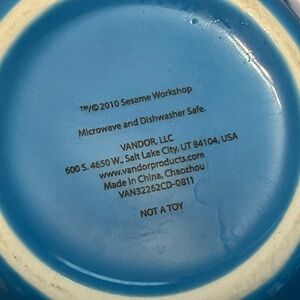 ™/© 2010 Sesame Workshop
Microwave and Dishwasher Safe.
VANDOR, LLC
600 S. 4650 W., Salt Lake City, UT 84104, USA
www.vandorproducts.com
Made in China, Chaozhou
VAN32262CD-0811
NOT A TOY